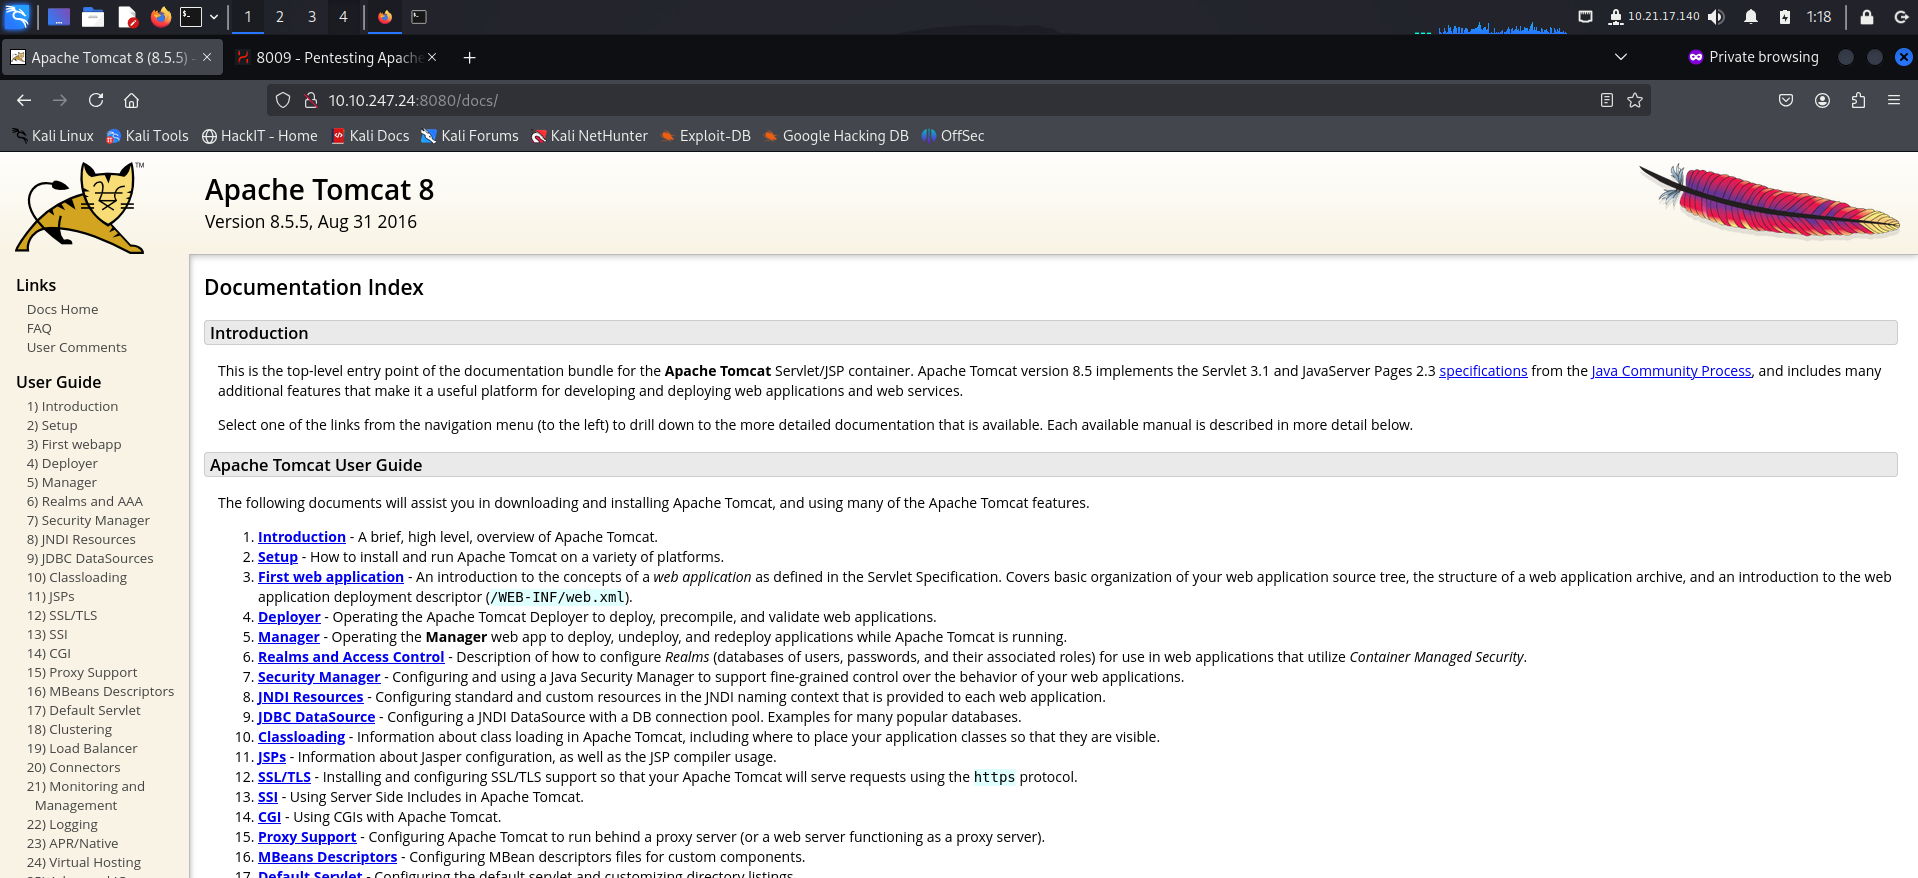 1 2 3 4
10.21.17.140 1:18
Apache Tomcat 8 (8.5.5) - 8009 - Pentesting Apache Private browsing
10.10.247.24:8080/docs/
Kali Linux Kali Tools HackIT - Home Kali Docs Kali Forums Kali NetHunter Exploit-DB Google Hacking DB OffSec
TM
Apache Tomcat 8
Version 8.5.5, Aug 31 2016
Links
Docs Home
FAQ
User Comments
User Guide
1) Introduction
2) Setup
3) First webapp
4) Deployer
5) Manager
6) Realms and AAA
7) Security Manager
8) JNDI Resources
9) JDBC DataSources
10) Classloading
11) JSPs
12) SSL/TLS
13) SSI
14) CGI
15) Proxy Support
16) MBeans Descriptors
17) Default Servlet
18) Clustering
19) Load Balancer
20) Connectors
21) Monitoring and
Management
22) Logging
23) APR/Native
24) Virtual Hosting
Documentation Index
Introduction
This is the top-level entry point of the documentation bundle for the Apache Tomcat Servlet/JSP container. Apache Tomcat version 8.5 implements the Servlet 3.1 and JavaServer Pages 2.3 specifications from the Java Community Process, and includes many
additional features that make it a useful platform for developing and deploying web applications and web services.
Select one of the links from the navigation menu (to the left) to drill down to the more detailed documentation that is available. Each available manual is described in more detail below.
Apache Tomcat User Guide
The following documents will assist you in downloading and installing Apache Tomcat, and using many of the Apache Tomcat features.
1. Introduction - A brief, high level, overview of Apache Tomcat.
2. Setup - How to install and run Apache Tomcat on a variety of platforms.
3. First web application - An introduction to the concepts of a web application as defined in the Servlet Specification. Covers basic organization of your web application source tree, the structure of a web application archive, and an introduction to the web
application deployment descriptor (/WEB-INF/web.xml).
4. Deployer - Operating the Apache Tomcat Deployer to deploy, precompile, and validate web applications.
5. Manager - Operating the Manager web app to deploy, undeploy, and redeploy applications while Apache Tomcat is running.
6. Realms and Access Control - Description of how to configure Realms (databases of users, passwords, and their associated roles) for use in web applications that utilize Container Managed Security.
7. Security Manager - Configuring and using a Java Security Manager to support fine-grained control over the behavior of your web applications.
8. JNDI Resources - Configuring standard and custom resources in the JNDI naming context that is provided to each web application.
9. JDBC DataSource - Configuring a JNDI DataSource with a DB connection pool. Examples for many popular databases.
10. Classloading - Information about class loading in Apache Tomcat, including where to place your application classes so that they are visible.
11. JSPs - Information about Jasper configuration, as well as the JSP compiler usage.
12. SSL/TLS - Installing and configuring SSL/TLS support so that your Apache Tomcat will serve requests using the https protocol.
13. SSI - Using Server Side Includes in Apache Tomcat.
14. CGI - Using CGIs with Apache Tomcat.
15. Proxy Support - Configuring Apache Tomcat to run behind a proxy server (or a web server functioning as a proxy server).
16. MBeans Descriptors - Configuring MBean descriptors files for custom components.
17. Default Servlet - Configuring the default servlet and customizing directory listings.